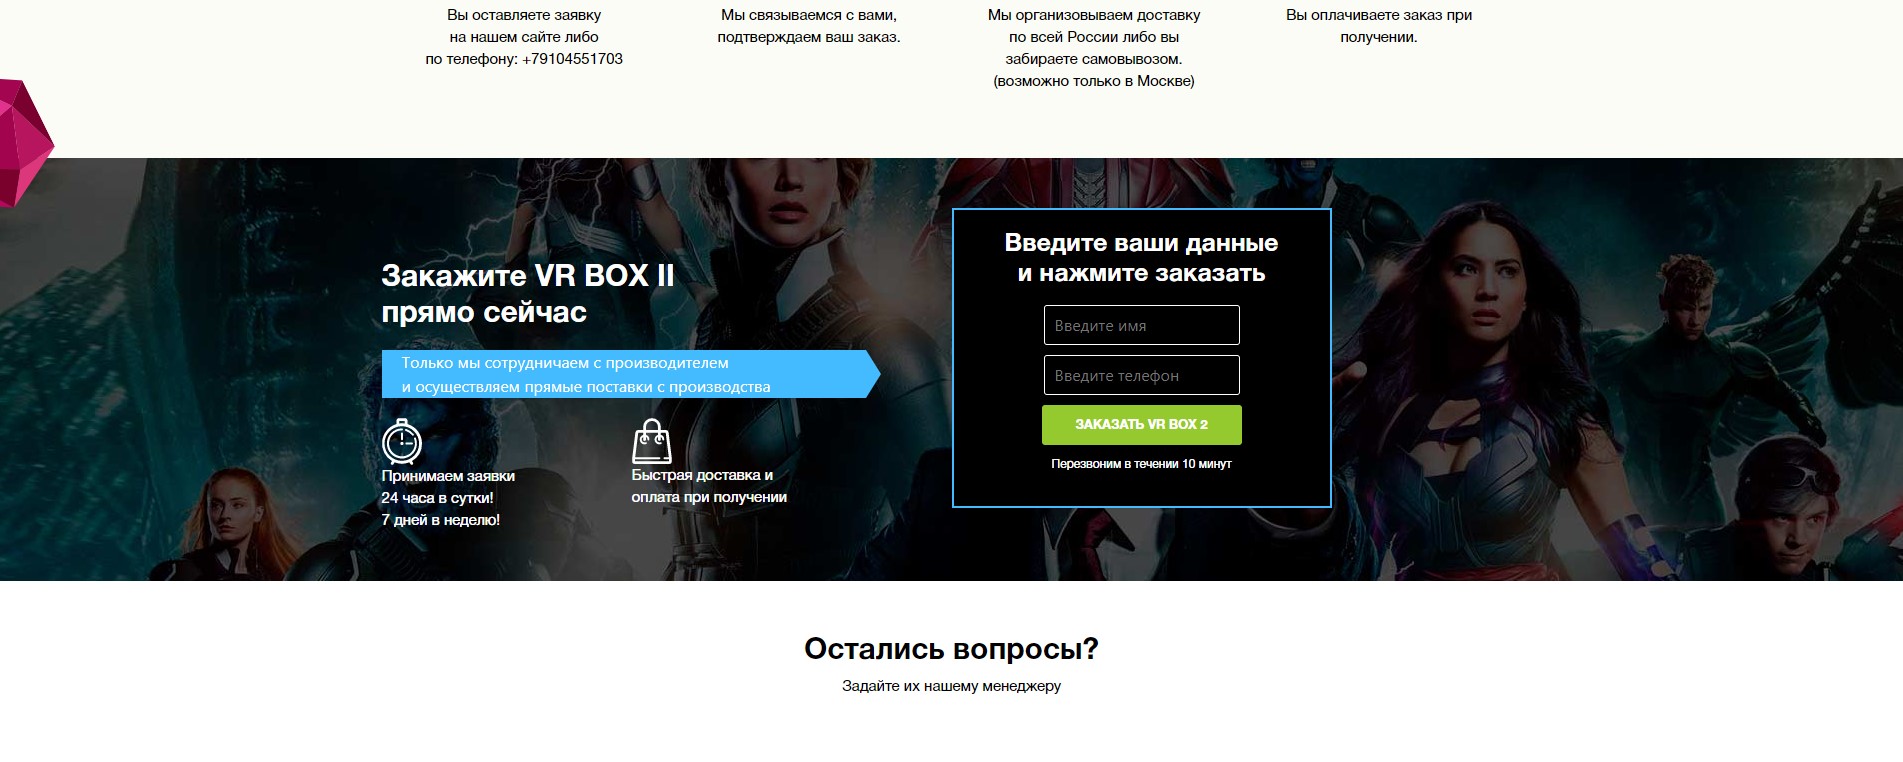 Вы оставляете заявку
на нашем сайте либо
по телефону: +79104551703
Мы связываемся с вами,
подтверждаем ваш заказ.
Мы организовываем доставку
по всей России либо вы
забираете самовывозом.
(возможно только в Москве)
Вы оплачиваете заказ при
получении.
Закажите VR BOX II
прямо сейчас
Только мы сотрудничаем с производителем
и осуществляем прямые поставки с производства
Принимаем заявки
24 часа в сутки!
7 дней в неделю!
Быстрая доставка и
оплата при получении
Введите ваши данные
и нажмите заказать
Введите имя
Введите телефон
ЗАКАЗАТЬ VR BOX 2
Перезвоним в течении 10 минут
Остались вопросы?
Задайте их нашему менеджеру